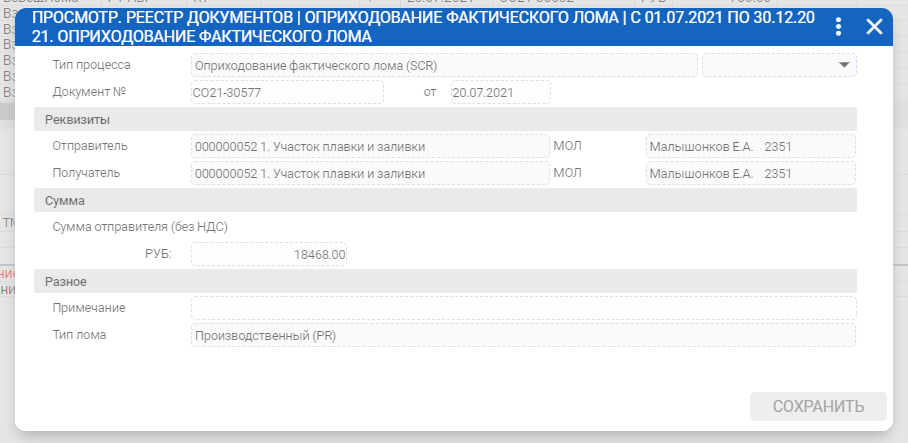 ПРОСМОТР. РЕЕСТР ДОКУМЕНТОВ | ОПРИХОДОВАНИЕ ФАКТИЧЕСКОГО ЛОМА | С 01.07.2021 ПО 30.12.20
21. ОПРИХОДОВАНИЕ ФАКТИЧЕСКОГО ЛОМА
Тип процесса Оприходование фактического лома (SCR)
Документ № СО21-30577 от 20.07.2021
Реквизиты
Отправитель 000000052 1. Участок плавки и заливки МОЛ Малышонков Е.А. 2351
Получатель 000000052 1. Участок плавки и заливки МОЛ Малышонков Е.А. 2351
Сумма
Сумма отправителя (без НДС)
РУБ: 18468.00
Разное
Примечание
Тип лома Производственный (PR)
СОХРАНИТЬ